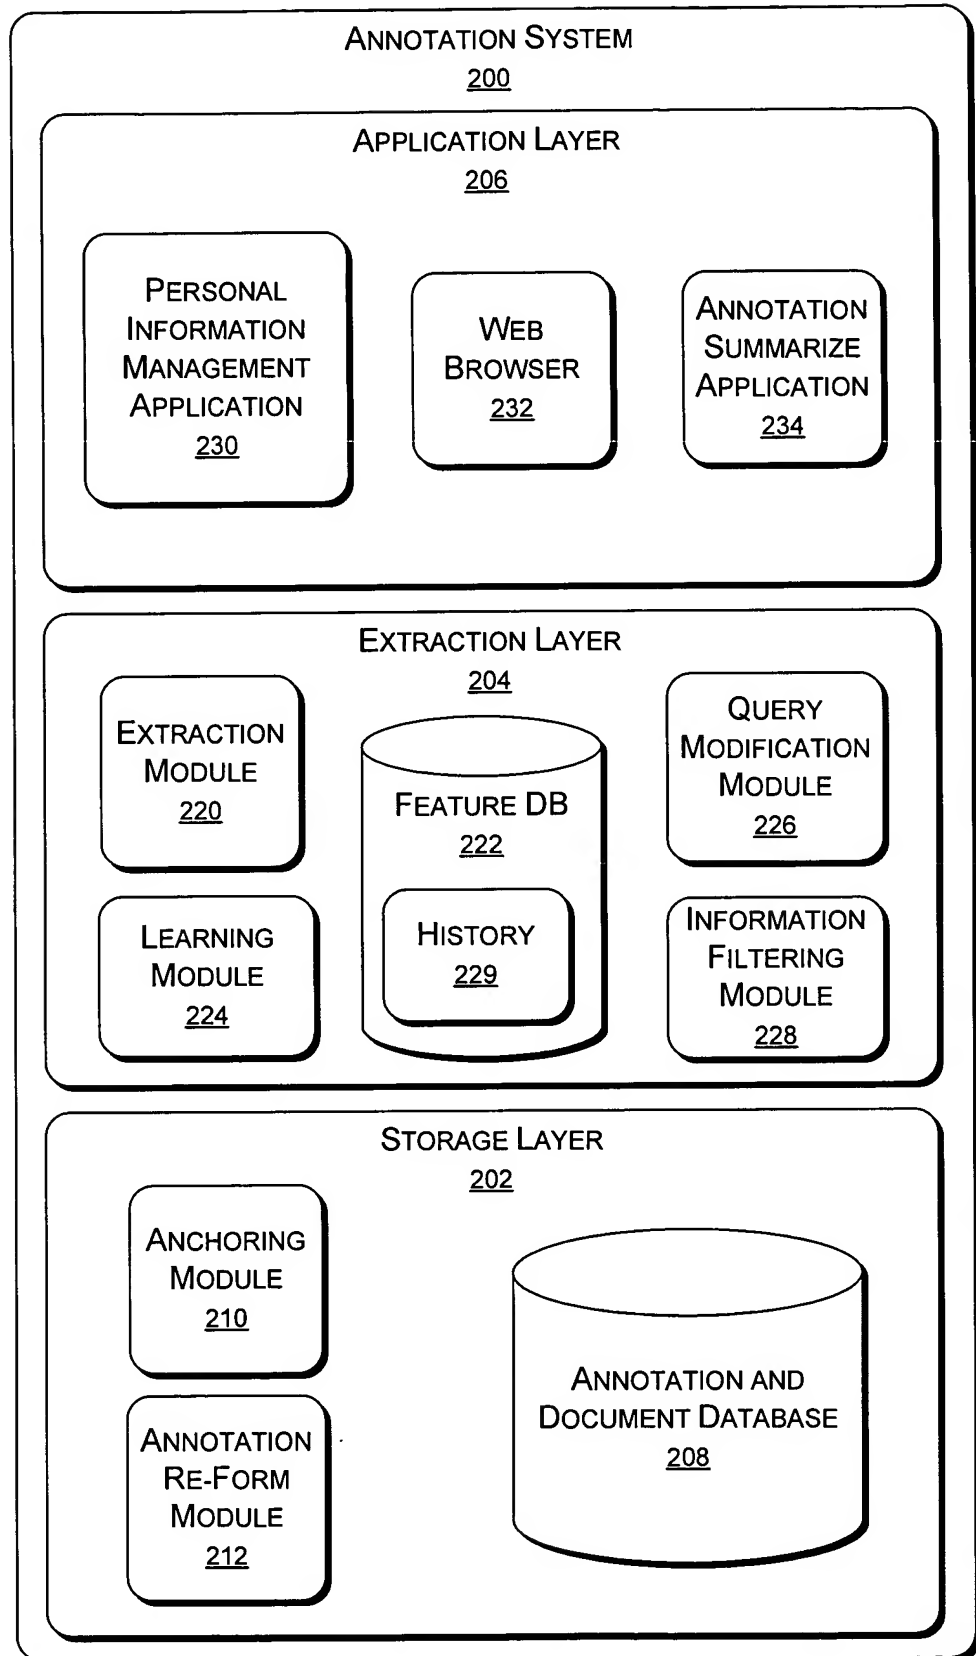 ANNOTATION SYSTEM
200
APPLICATION LAYER
206
PERSONAL
INFORMATION
MANAGEMENT
APPLICATION
230
WEB
BROWSER
232
ANNOTATION
SUMMARIZE
APPLICATION
234
EXTRACTION LAYER
204
EXTRACTION
MODULE
220
FEATURE DB
222
HISTORY
229
QUERY
MODIFICATION
MODULE
226
LEARNING
MODULE
224
INFORMATION
FILTERING
MODULE
228
STORAGE LAYER
202
ANCHORING
MODULE
210
ANNOTATION
RE-FORM
MODULE
212
ANNOTATION AND
DOCUMENT DATABASE
208